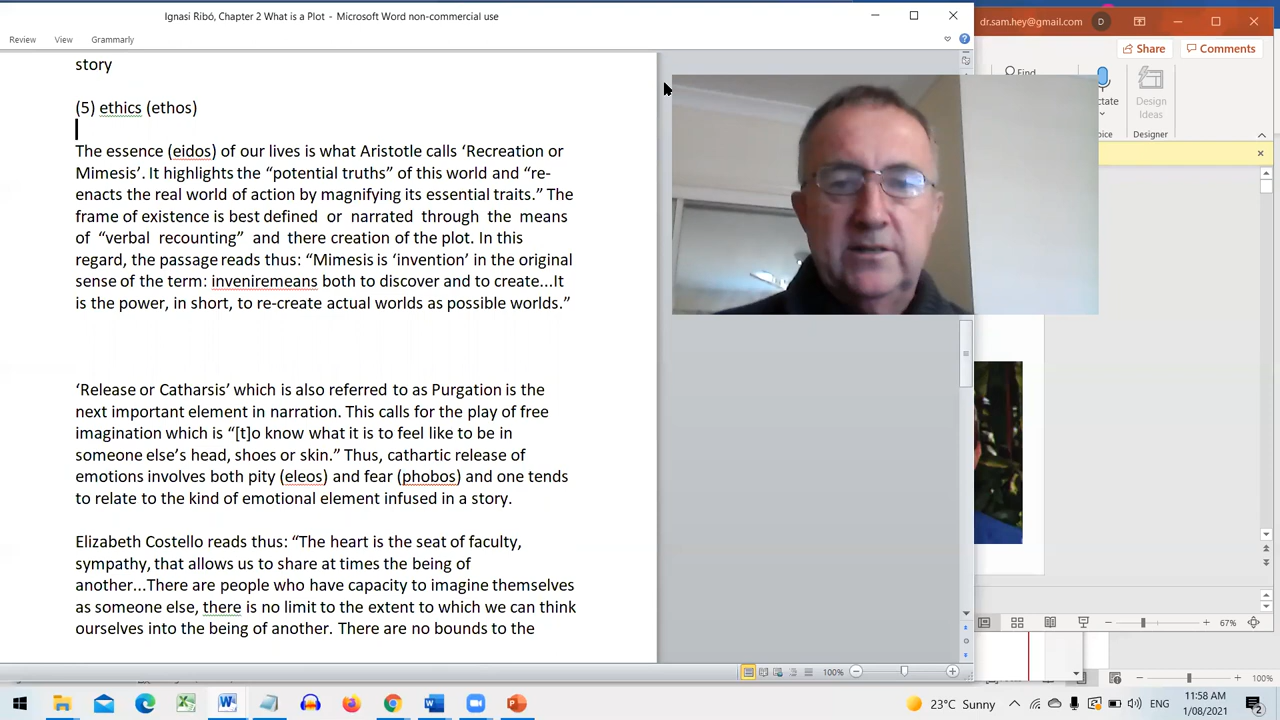 Ignasi Ribó, Chapter 2 What is a Plot - Microsoft Word non-commercial use
dr.sam.hey@gmail.com
D
Review View Grammarly
Share
Comments
Find
Dictate
Design
Ideas
Designer
story
(5) ethics (ethos)
The essence (eidos) of our lives is what Aristotle calls ‘Recreation or
Mimesis’. It highlights the “potential truths” of this world and “re-
enacts the real world of action by magnifying its essential traits.” The
frame of existence is best defined or narrated through the means
of “verbal recounting” and there creation of the plot. In this
regard, the passage reads thus: “Mimesis is ‘invention’ in the original
sense of the term: inveniremeans both to discover and to create...It
is the power, in short, to re-create actual worlds as possible worlds.”
‘Release or Catharsis’ which is also referred to as Purgation is the
next important element in narration. This calls for the play of free
imagination which is “[t]o know what it is to feel like to be in
someone else’s head, shoes or skin.” Thus, cathartic release of
emotions involves both pity (eleos) and fear (phobos) and one tends
to relate to the kind of emotional element infused in a story.
Elizabeth Costello reads thus: “The heart is the seat of faculty,
sympathy, that allows us to share at times the being of
another...There are people who have capacity to imagine themselves
as someone else, there is no limit to the extent to which we can think
ourselves into the being of another. There are no bounds to the
67%
100%
100%
23°C Sunny
ENG
11:58 AM
1/08/2021
2